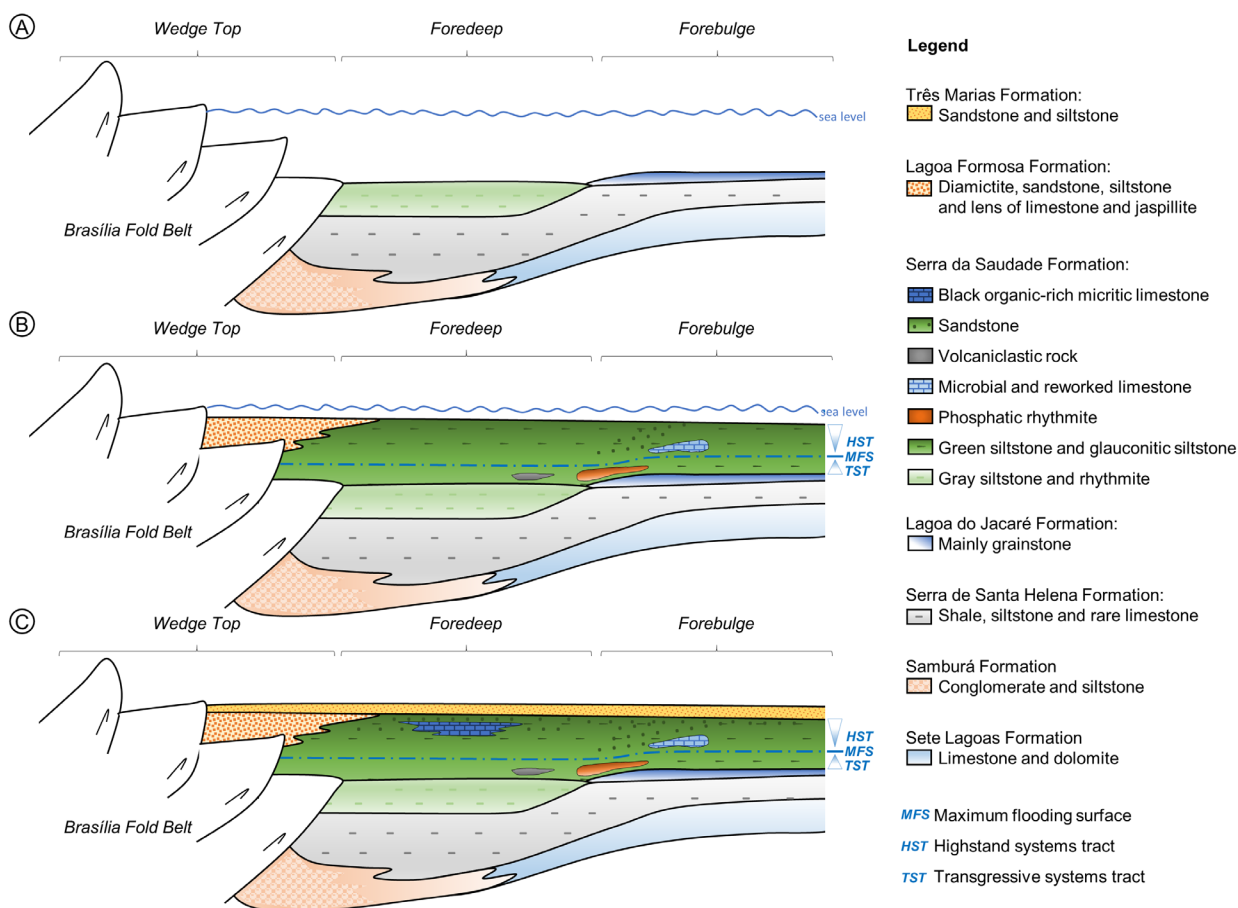 A
Wedge Top
Foredeep
Forebulge
sea level
Brasília Fold Belt
B
Wedge Top
Foredeep
Forebulge
sea level
HST
MFS
TST
Brasília Fold Belt
C
Wedge Top
Foredeep
Forebulge
HST
MFS
TST
Brasília Fold Belt
Legend
Três Marias Formation:
Sandstone and siltstone
Lagoa Formosa Formation:
Diamictite, sandstone, siltstone
and lens of limestone and jaspillite
Serra da Saudade Formation:
Black organic-rich micritic limestone
Sandstone
Volcaniclastic rock
Microbial and reworked limestone
Phosphatic rhythmite
Green siltstone and glauconitic siltstone
Gray siltstone and rhythmite
Lagoa do Jacaré Formation:
Mainly grainstone
Serra de Santa Helena Formation:
Shale, siltstone and rare limestone
Samburá Formation
Conglomerate and siltstone
Sete Lagoas Formation
Limestone and dolomite
MFS Maximum flooding surface
HST Highstand systems tract
TST Transgressive systems tract